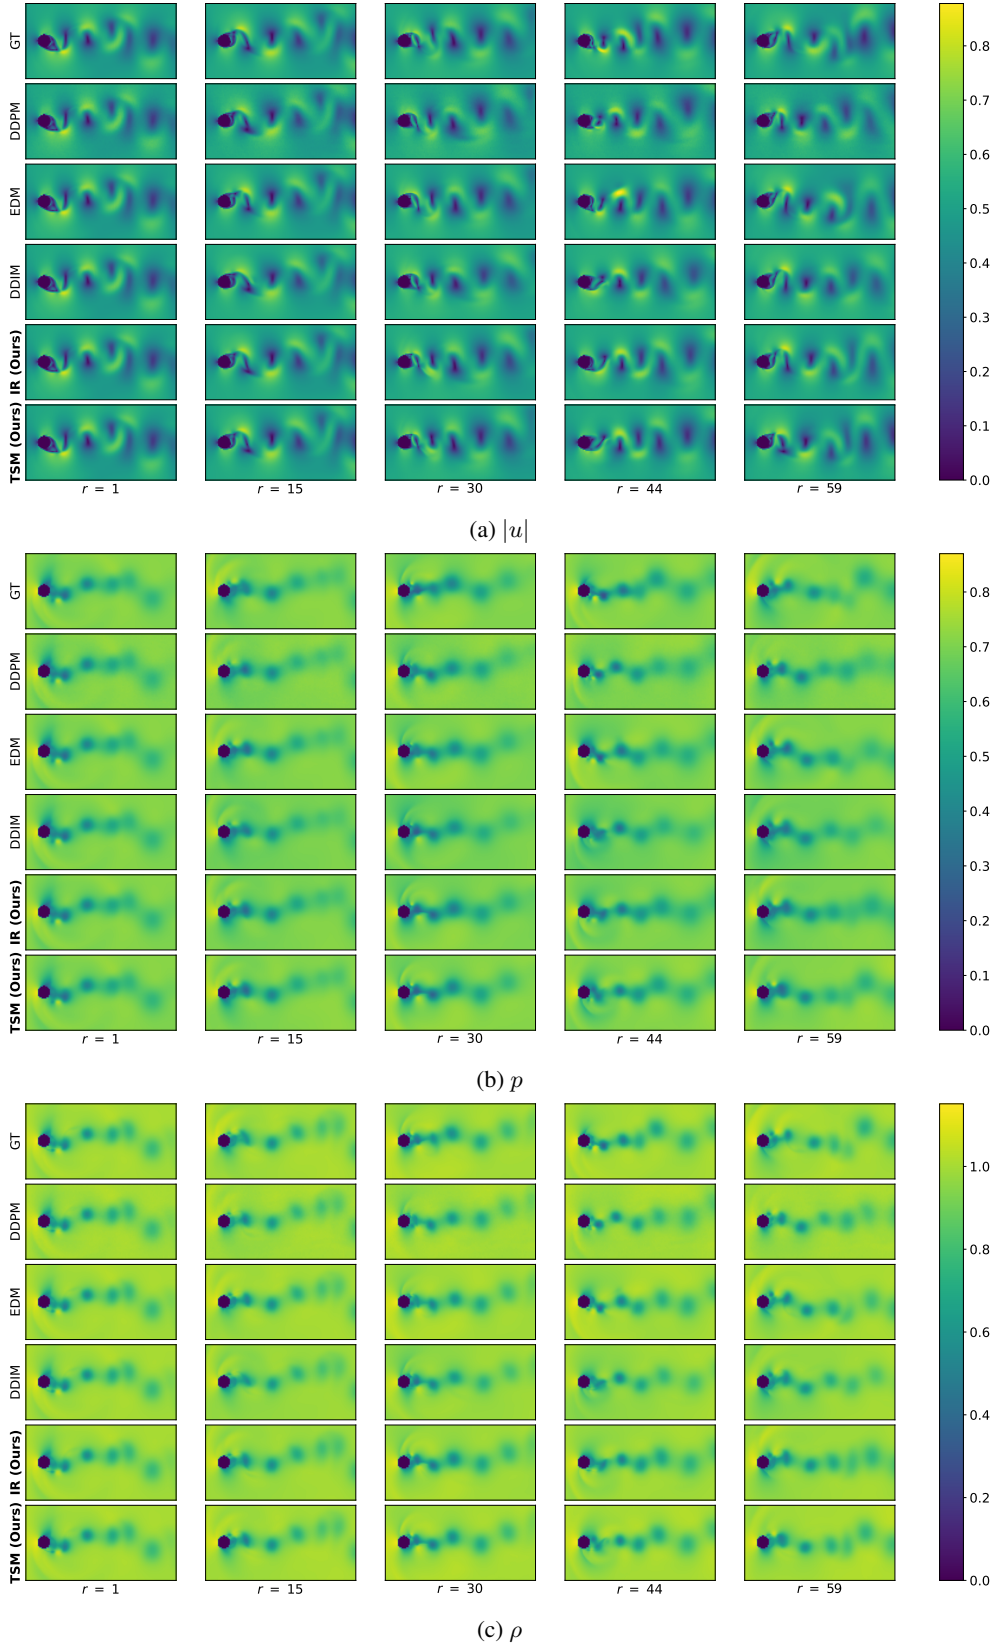 GT
DDPM
EDM
DDIM
IR (Ours)
TSM (Ours)
r = 1 r = 15 r = 30 r = 44 r = 59
0.8
0.7
0.6
0.5
0.4
0.3
0.2
0.1
0.0
(a) |u|
GT
DDPM
EDM
DDIM
IR (Ours)
TSM (Ours)
r = 1 r = 15 r = 30 r = 44 r = 59
0.8
0.7
0.6
0.5
0.4
0.3
0.2
0.1
0.0
(b) p
GT
DDPM
EDM
DDIM
IR (Ours)
TSM (Ours)
r = 1 r = 15 r = 30 r = 44 r = 59
1.0
0.8
0.6
0.4
0.2
0.0
(c) ρ